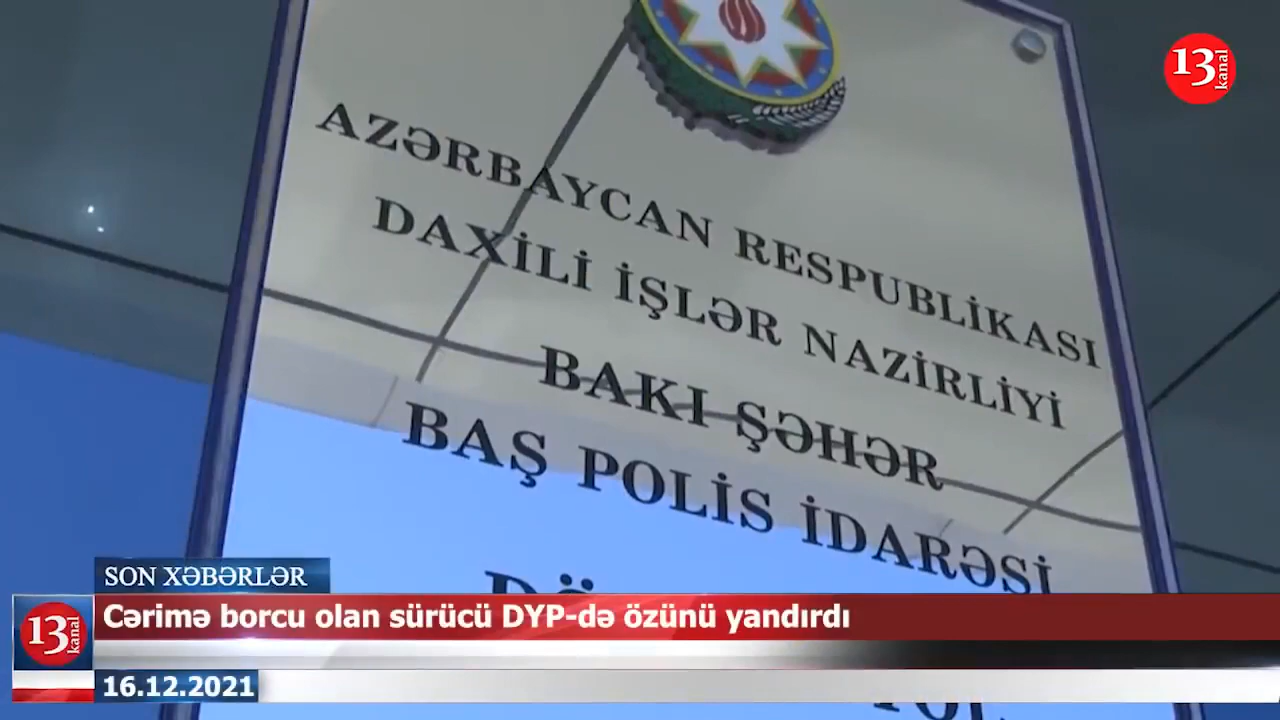 13 kanal
AZƏRBAYCAN RESPUBLİKASI
DAXİLİ İŞLƏR NAZİRLİYİ
BAKI ŞƏHƏR
BAŞ POLİS İDARƏSİ
SON XƏBƏRLƏR
13 kanal
Cərimə borcu olan sürücü DYP-də özünü yandırdı
16.12.2021